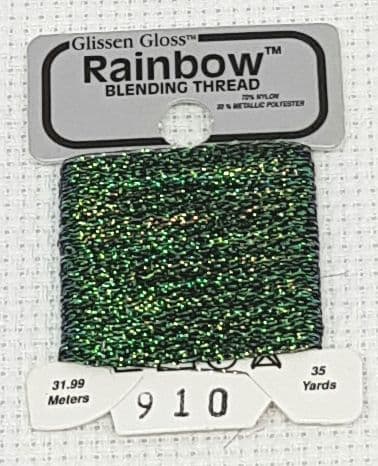 Glissen Gloss™
Rainbow™
BLENDING THREAD
70% NYLON
30 % METALLIC POLYESTER
31.99
Meters
910
35
Yards